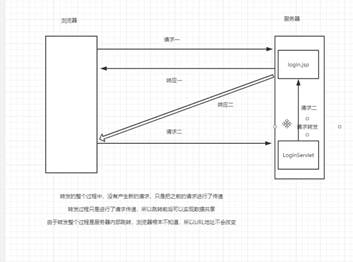 浏览器
服务器
请求一
login.jsp
响应一
响应二
请求二
请求二
请求转发
LoginServlet
转发的整个过程中，没有产生新的请求，只是把之前的请求进行了传递
转发过程只是进行了请求传递，所以跳转前后可以实现数据共享
由于转发整个过程是服务器内部跳转，浏览器根本不知道，所以URL地址不会改变